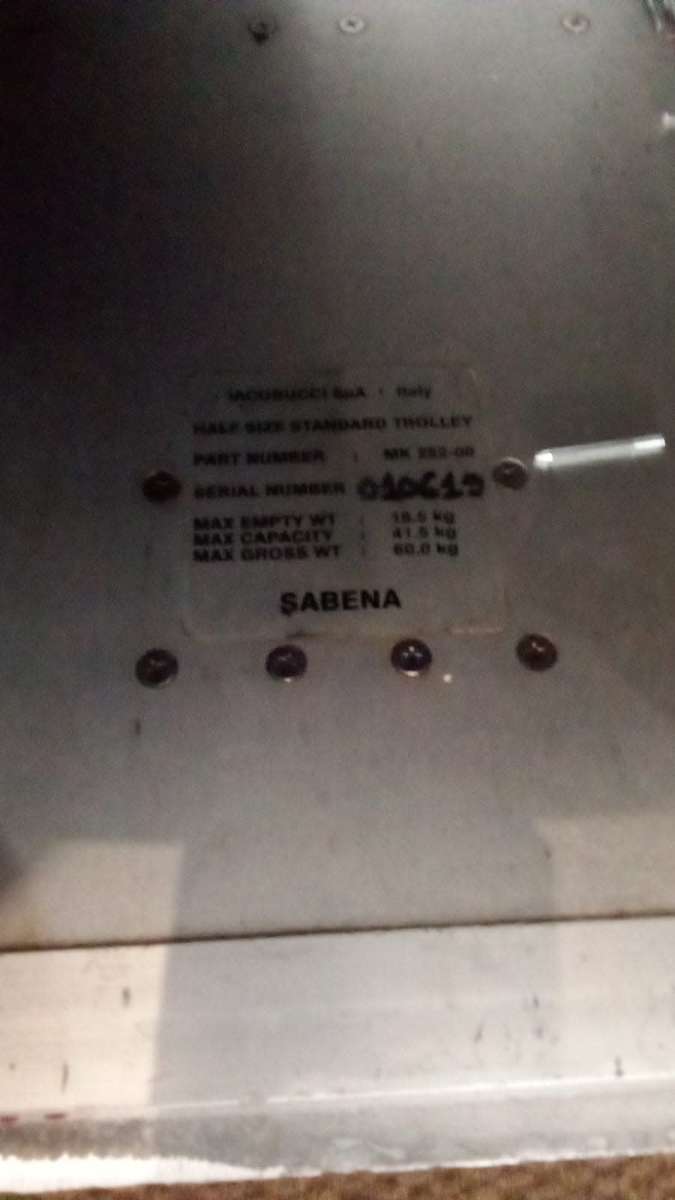 IACOBUCCI SpA - Italy
HALF SIZE STANDARD TROLLEY
PART NUMBER : MK 252-00
SERIAL NUMBER 010619
MAX EMPTY WT : 18.5 kg
MAX CAPACITY : 41.5 kg
MAX GROSS WT : 60.0 kg
SABENA